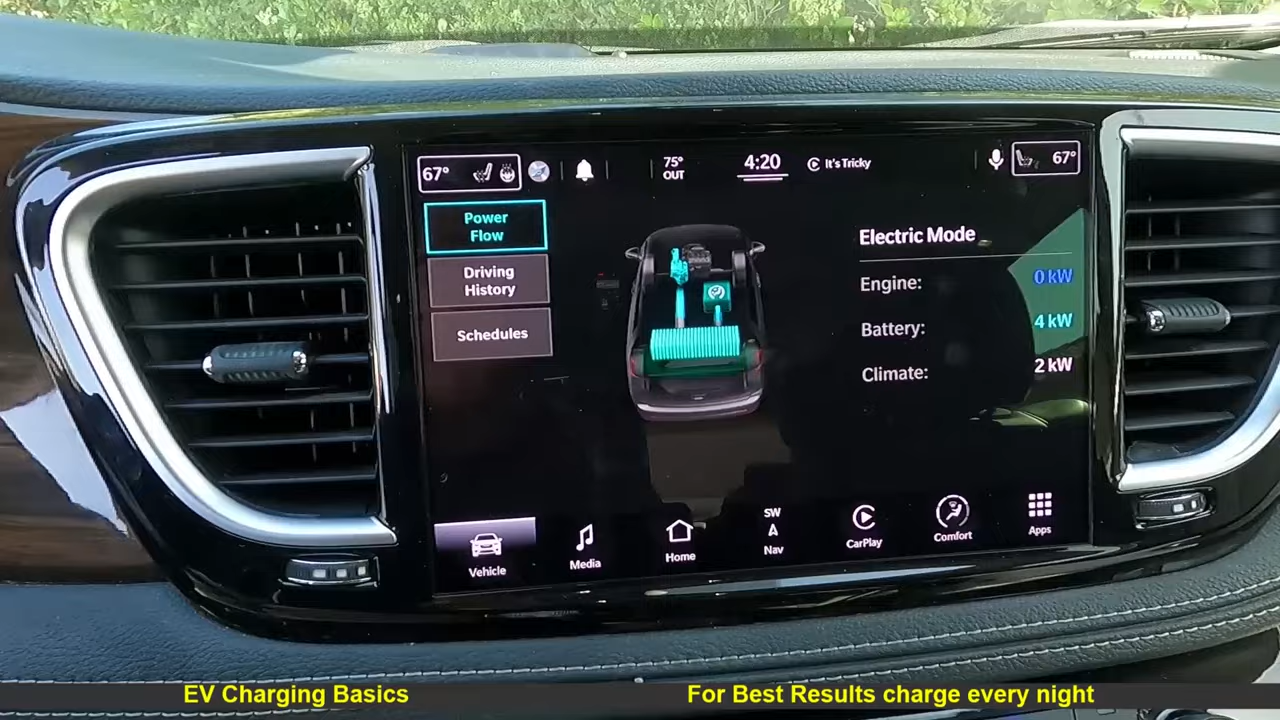 67°
75°
OUT
4:20
It's Tricky
67°
Power
Flow
Driving
History
Schedules
Electric Mode
Engine: 0 kW
Battery: 4 kW
Climate: 2 kW
Vehicle
Media
Home
SW
Nav
CarPlay
Comfort
Apps
EV Charging Basics
For Best Results charge every night